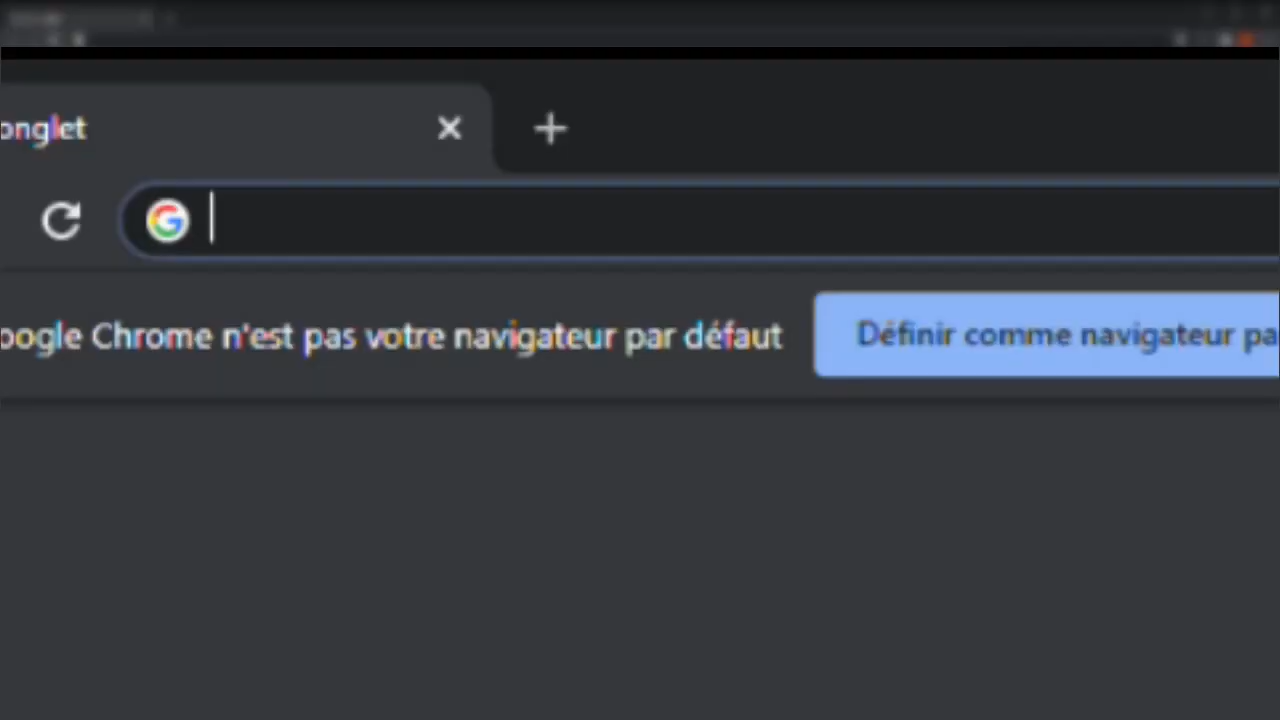 onglet
oogle Chrome n'est pas votre navigateur par défaut
Définir comme navigateur pa